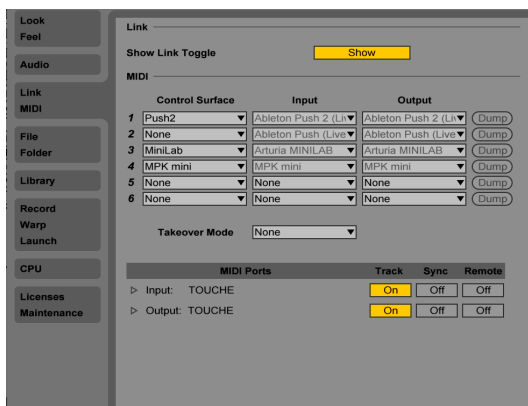 Look
Feel
Audio
Link
MIDI
File
Folder
Library
Record
Warp
Launch
CPU
Licenses
Maintenance
Link
Show Link Toggle Show
MIDI
Control Surface Input Output
1 Push2 Ableton Push 2 (Liv Ableton Push 2 (Liv Dump
2 None Ableton Push (Live Ableton Push (Live Dump
3 MiniLab Arturia MINILAB Arturia MINILAB Dump
4 MPK mini MPK mini MPK mini Dump
5 None None None Dump
6 None None None Dump
Takeover Mode None
MIDI Ports Track Sync Remote
Input: TOUCHE On Off Off
Output: TOUCHE On Off Off